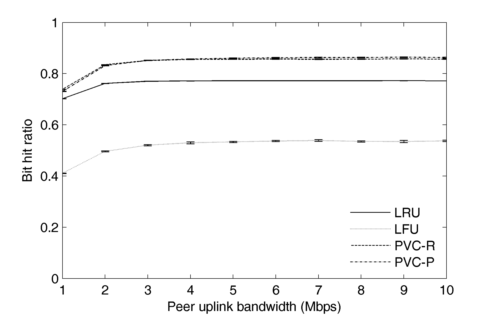 1
0.8
0.6
0.4
0.2
0
Bit hit ratio
LRU
LFU
PVC-R
PVC-P
1 2 3 4 5 6 7 8 9 10
Peer uplink bandwidth (Mbps)